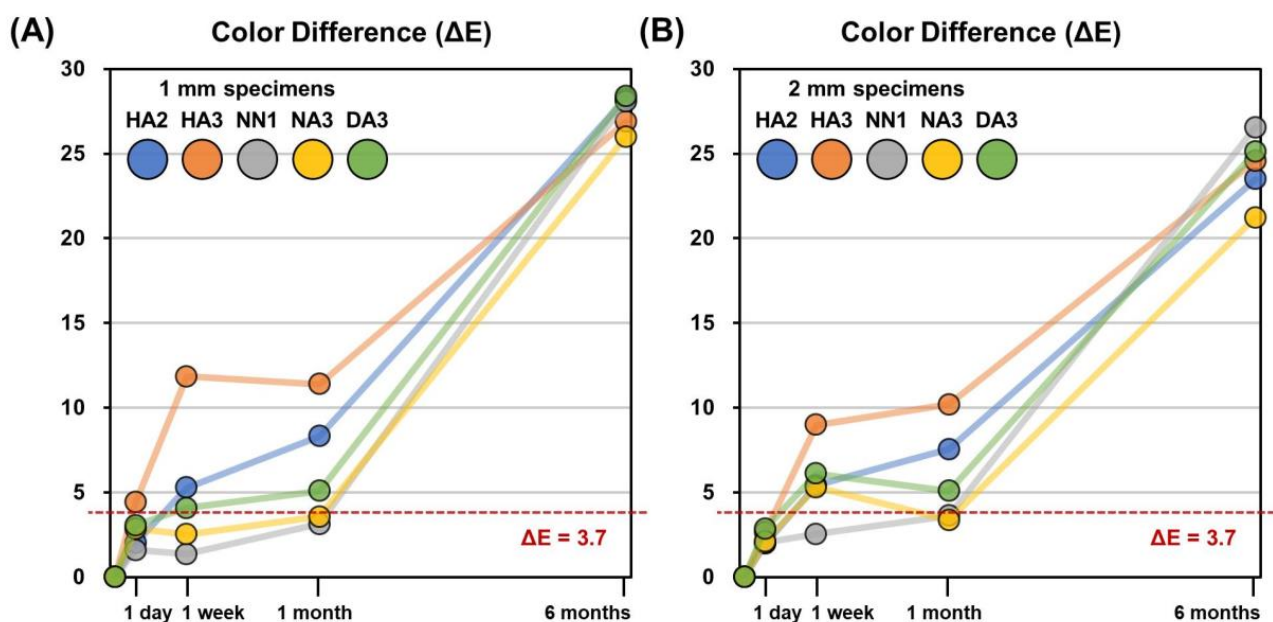 (A) Color Difference (ΔE)
30
25
20
15
10
5
0
1 mm specimens
HA2 HA3 NN1 NA3 DA3
ΔE = 3.7
1 day 1 week 1 month 6 months
(B) Color Difference (ΔE)
30
25
20
15
10
5
0
2 mm specimens
HA2 HA3 NN1 NA3 DA3
ΔE = 3.7
1 day 1 week 1 month 6 months